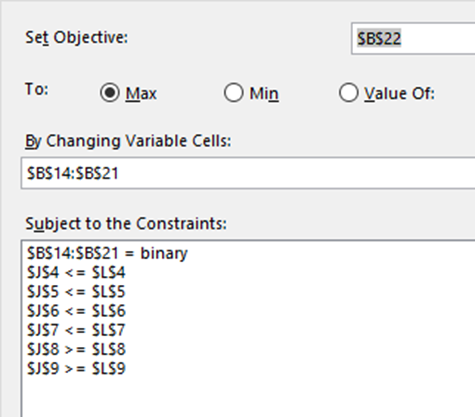 Set Objective: $B$22
To: Max Min Value Of:
By Changing Variable Cells:
$B$14:$B$21
Subject to the Constraints:
$B$14:$B$21 = binary
$J$4 <= $L$4
$J$5 <= $L$5
$J$6 <= $L$6
$J$7 <= $L$7
$J$8 >= $L$8
$J$9 >= $L$9